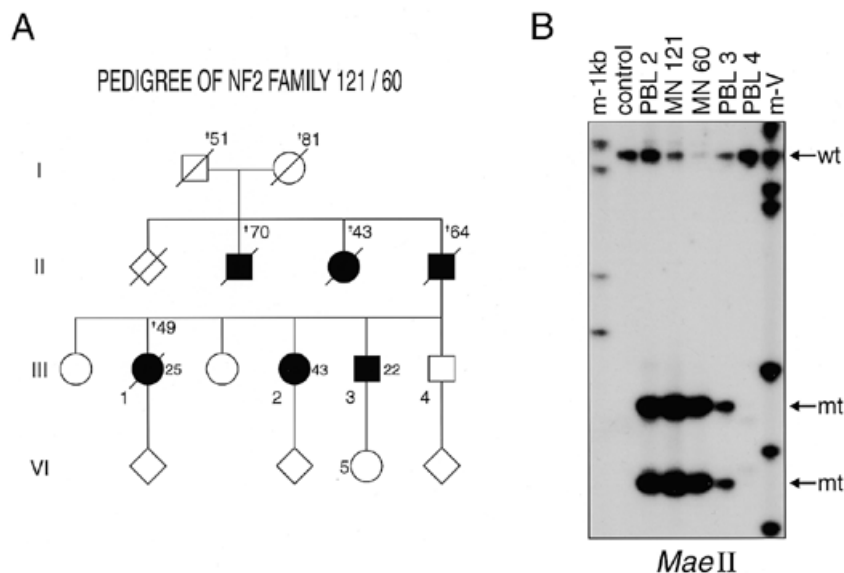 A
PEDIGREE OF NF2 FAMILY 121 / 60
I
†51
†81
II
†70
†43
†64
III
†49
25
43
22
1
2
3
4
VI
5
B
m-1kb
control
PBL 2
MN 121
MN 60
PBL 3
PBL 4
m-V
wt
mt
mt
MaeII